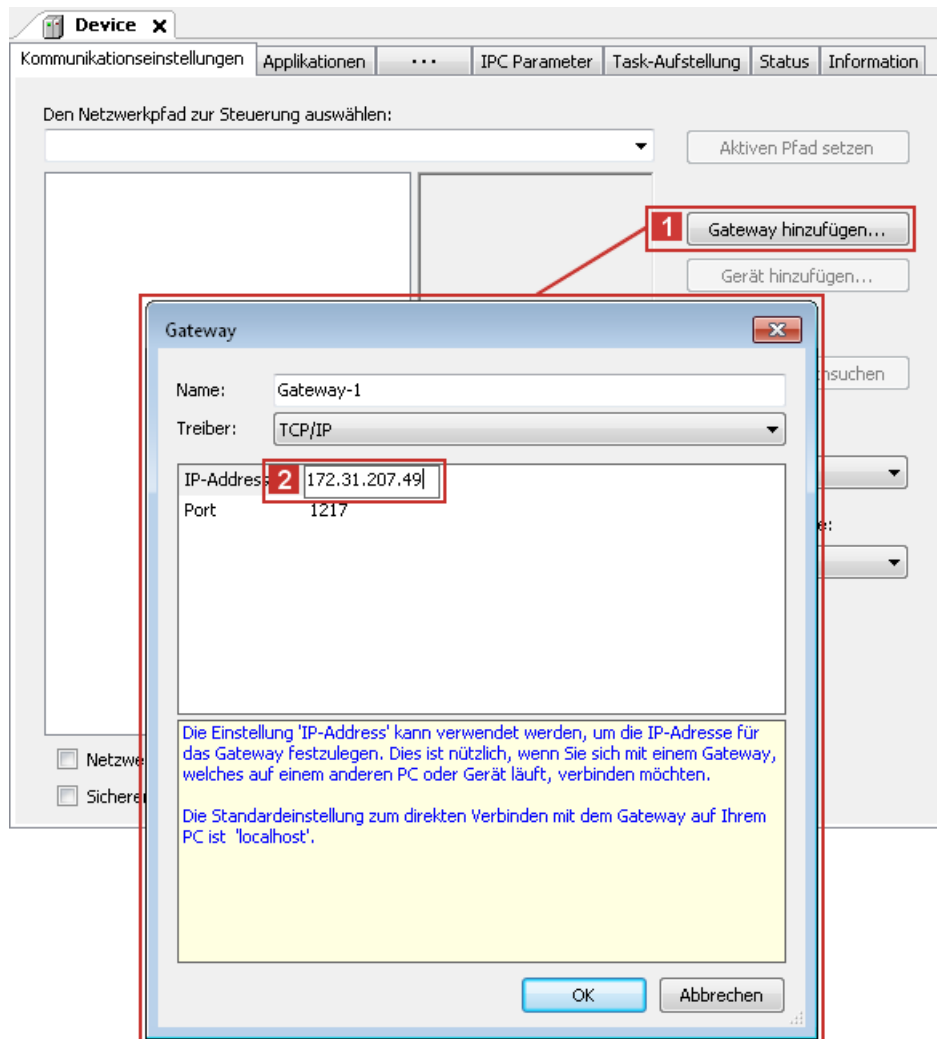 Device
Kommunikationseinstellungen Applikationen ... IPC Parameter Task-Aufstellung Status Information
Den Netzwerkpfad zur Steuerung auswählen:
Aktiven Pfad setzen
1 Gateway hinzufügen...
Gerät hinzufügen...
Gateway
Name: Gateway-1
Treiber: TCP/IP
IP-Address 2 172.31.207.49
Port 1217
Die Einstellung 'IP-Address' kann verwendet werden, um die IP-Adresse für
das Gateway festzulegen. Dies ist nützlich, wenn Sie sich mit einem Gateway,
welches auf einem anderen PC oder Gerät läuft, verbinden möchten.
Die Standardeinstellung zum direkten Verbinden mit dem Gateway auf Ihrem
PC ist 'localhost'.
OK Abbrechen